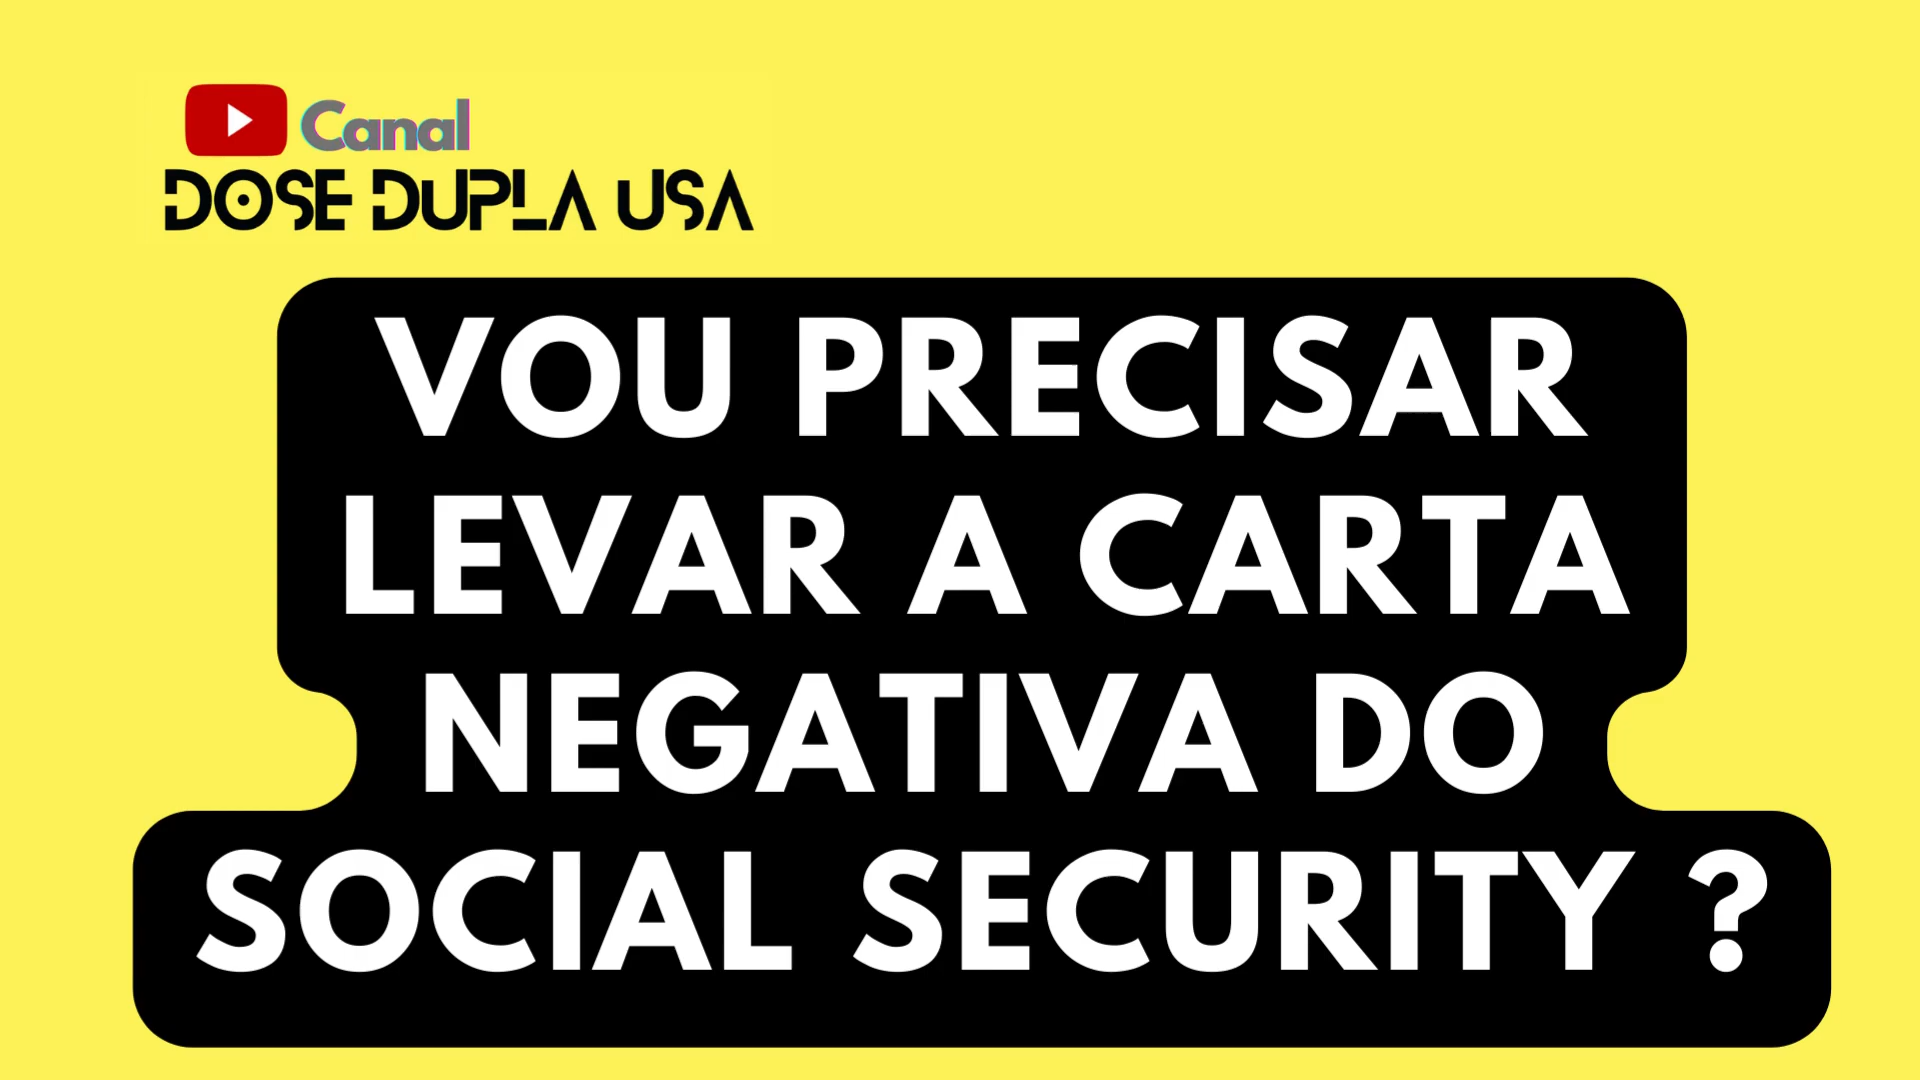 Canal
DOSE DUPLA USA
VOU PRECISAR
LEVAR A CARTA
NEGATIVA DO
SOCIAL SECURITY ?